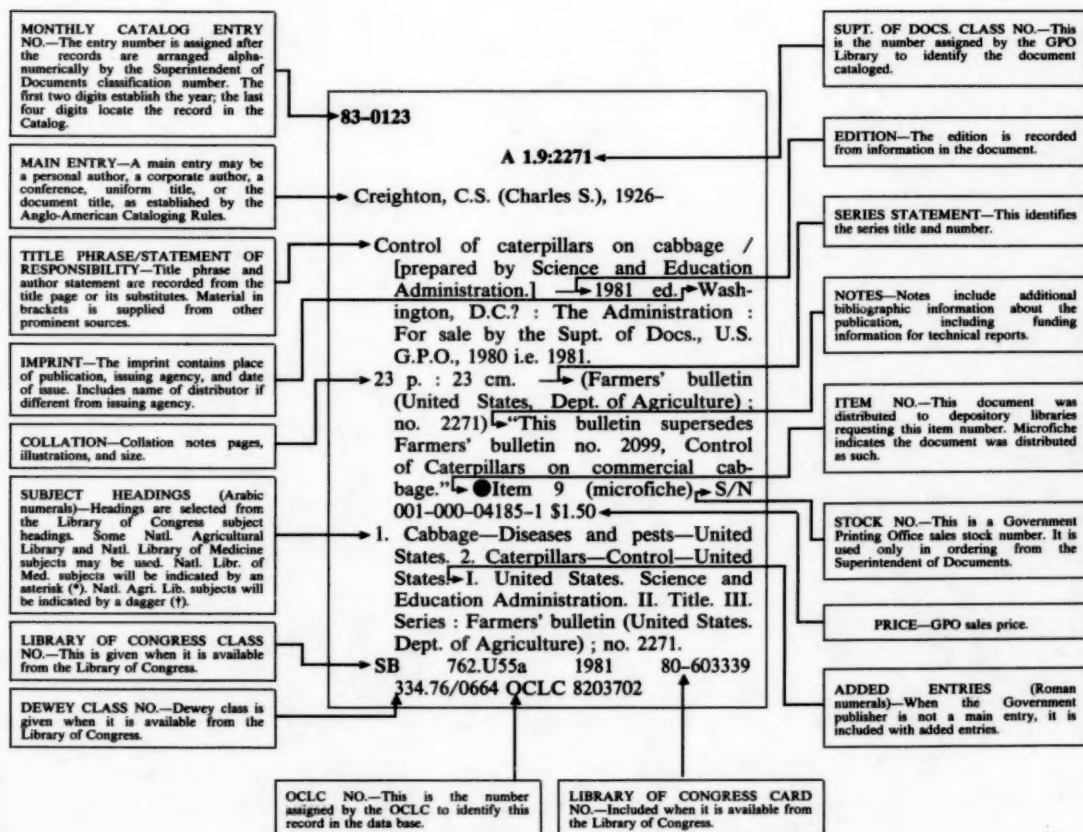 MONTHLY CATALOG ENTRY
NO.—The entry number is assigned after
the records are arranged alpha-
numerically by the Superintendent of
Documents classification number. The
first two digits establish the year; the last
four digits locate the record in the
Catalog.
MAIN ENTRY—A main entry may be
a personal author, a corporate author, a
conference, uniform title, or the
document title, as established by the
Anglo-American Cataloging Rules.
TITLE PHRASE/STATEMENT OF
RESPONSIBILITY—Title phrase and
author statement are recorded from the
title page or its substitutes. Material in
brackets is supplied from other
prominent sources.
IMPRINT—The imprint contains place
of publication, issuing agency, and date
of issue. Includes name of distributor if
different from issuing agency.
COLLATION—Collation notes pages,
illustrations, and size.
SUBJECT HEADINGS (Arabic
numerals)—Headings are selected from
the Library of Congress subject
headings. Some Natl. Agricultural
Library and Natl. Library of Medicine
subjects may be used. Natl. Libr. of
Med. subjects will be indicated by an
asterisk (*). Natl. Agri. Lib. subjects will
be indicated by a dagger (†).
LIBRARY OF CONGRESS CLASS
NO.—This is given when it is available
from the Library of Congress.
DEWEY CLASS NO.—Dewey class is
given when it is available from the
Library of Congress.
83–0123
A 1.9:2271
Creighton, C.S. (Charles S.), 1926–
Control of caterpillars on cabbage /
[prepared by Science and Education
Administration.] 1981 ed. Wash-
ington, D.C.? : The Administration :
For sale by the Supt. of Docs., U.S.
G.P.O., 1980 i.e. 1981.
23 p. : 23 cm. (Farmers' bulletin
(United States, Dept. of Agriculture) ;
no. 2271) “This bulletin supersedes
Farmers' bulletin no. 2099, Control
of Caterpillars on commercial cab-
bage.” ●Item 9 (microfiche) S/N
001–000–04185–1 $1.50
1. Cabbage—Diseases and pests—United
States. 2. Caterpillars—Control—United
States. I. United States. Science and
Education Administration. II. Title. III.
Series : Farmers' bulletin (United States.
Dept. of Agriculture) ; no. 2271.
SB 762.U55a 1981 80–603339
334.76/0664 OCLC 8203702
SUPT. OF DOCS. CLASS NO.—This
is the number assigned by the GPO
Library to identify the document
cataloged.
EDITION—The edition is recorded
from information in the document.
SERIES STATEMENT—This identifies
the series title and number.
NOTES—Notes include additional
bibliographic information about the
publication, including funding
information for technical reports.
ITEM NO.—This document was
distributed to depository libraries
requesting this item number. Microfiche
indicates the document was distributed
as such.
STOCK NO.—This is a Government
Printing Office sales stock number. It is
used only in ordering from the
Superintendent of Documents.
PRICE—GPO sales price.
ADDED ENTRIES (Roman
numerals)—When the Government
publisher is not a main entry, it is
included with added entries.
OCLC NO.—This is the number
assigned by the OCLC to identify this
record in the data base.
LIBRARY OF CONGRESS CARD
NO.—Included when it is available from
the Library of Congress.